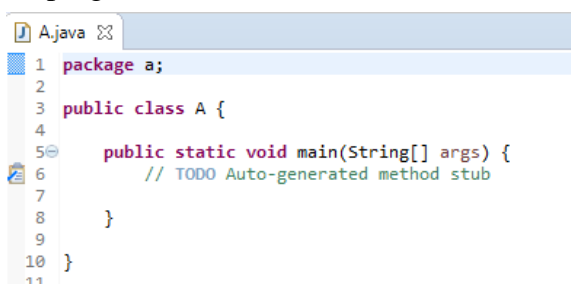 A.java
1 package a;
2
3 public class A {
4
5 public static void main(String[] args) {
6 // TODO Auto-generated method stub
7
8 }
9
10 }
11